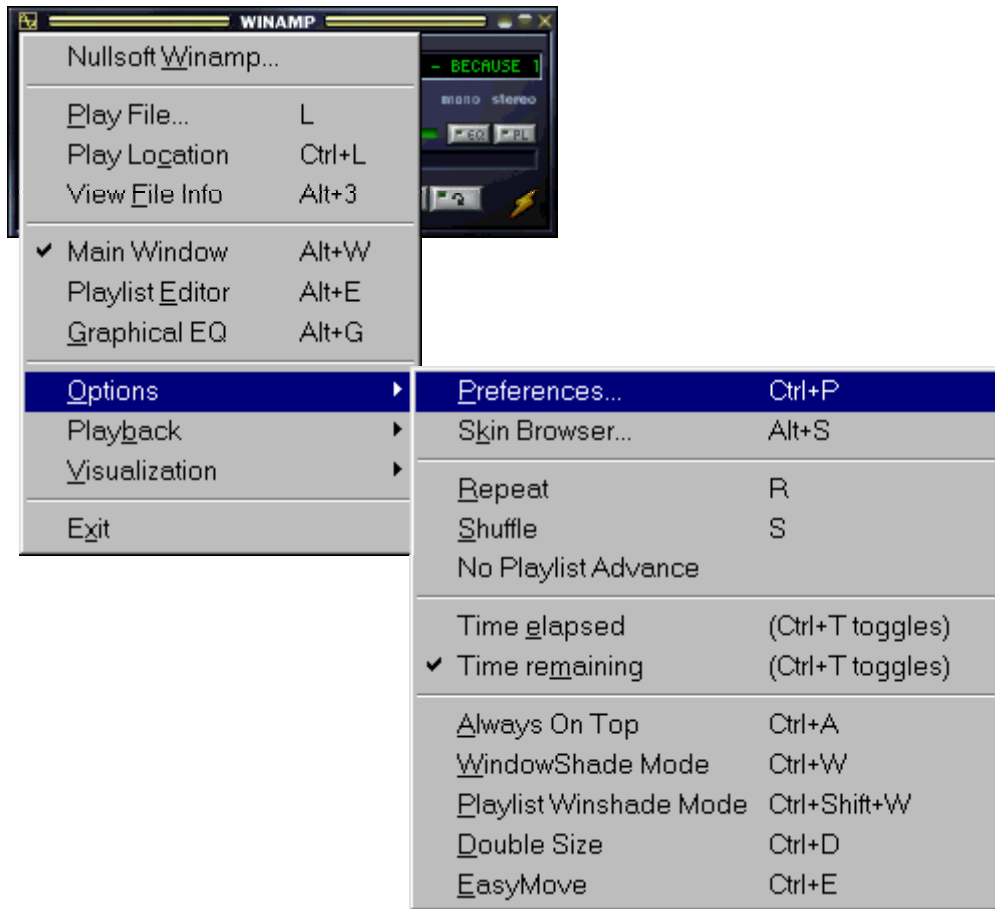 WINAMP
Nullsoft Winamp...
- BECAUSE
mono stereo
Play File... L
EQ PL
Play Location Ctrl+L
View File Info Alt+3
Main Window Alt+W
Playlist Editor Alt+E
Graphical EQ Alt+G
Options
Playback
Visualization
Exit
Preferences... Ctrl+P
Skin Browser... Alt+S
Repeat R
Shuffle S
No Playlist Advance
Time elapsed (Ctrl+T toggles)
Time remaining (Ctrl+T toggles)
Always On Top Ctrl+A
WindowShade Mode Ctrl+W
Playlist Winshade Mode Ctrl+Shift+W
Double Size Ctrl+D
EasyMove Ctrl+E